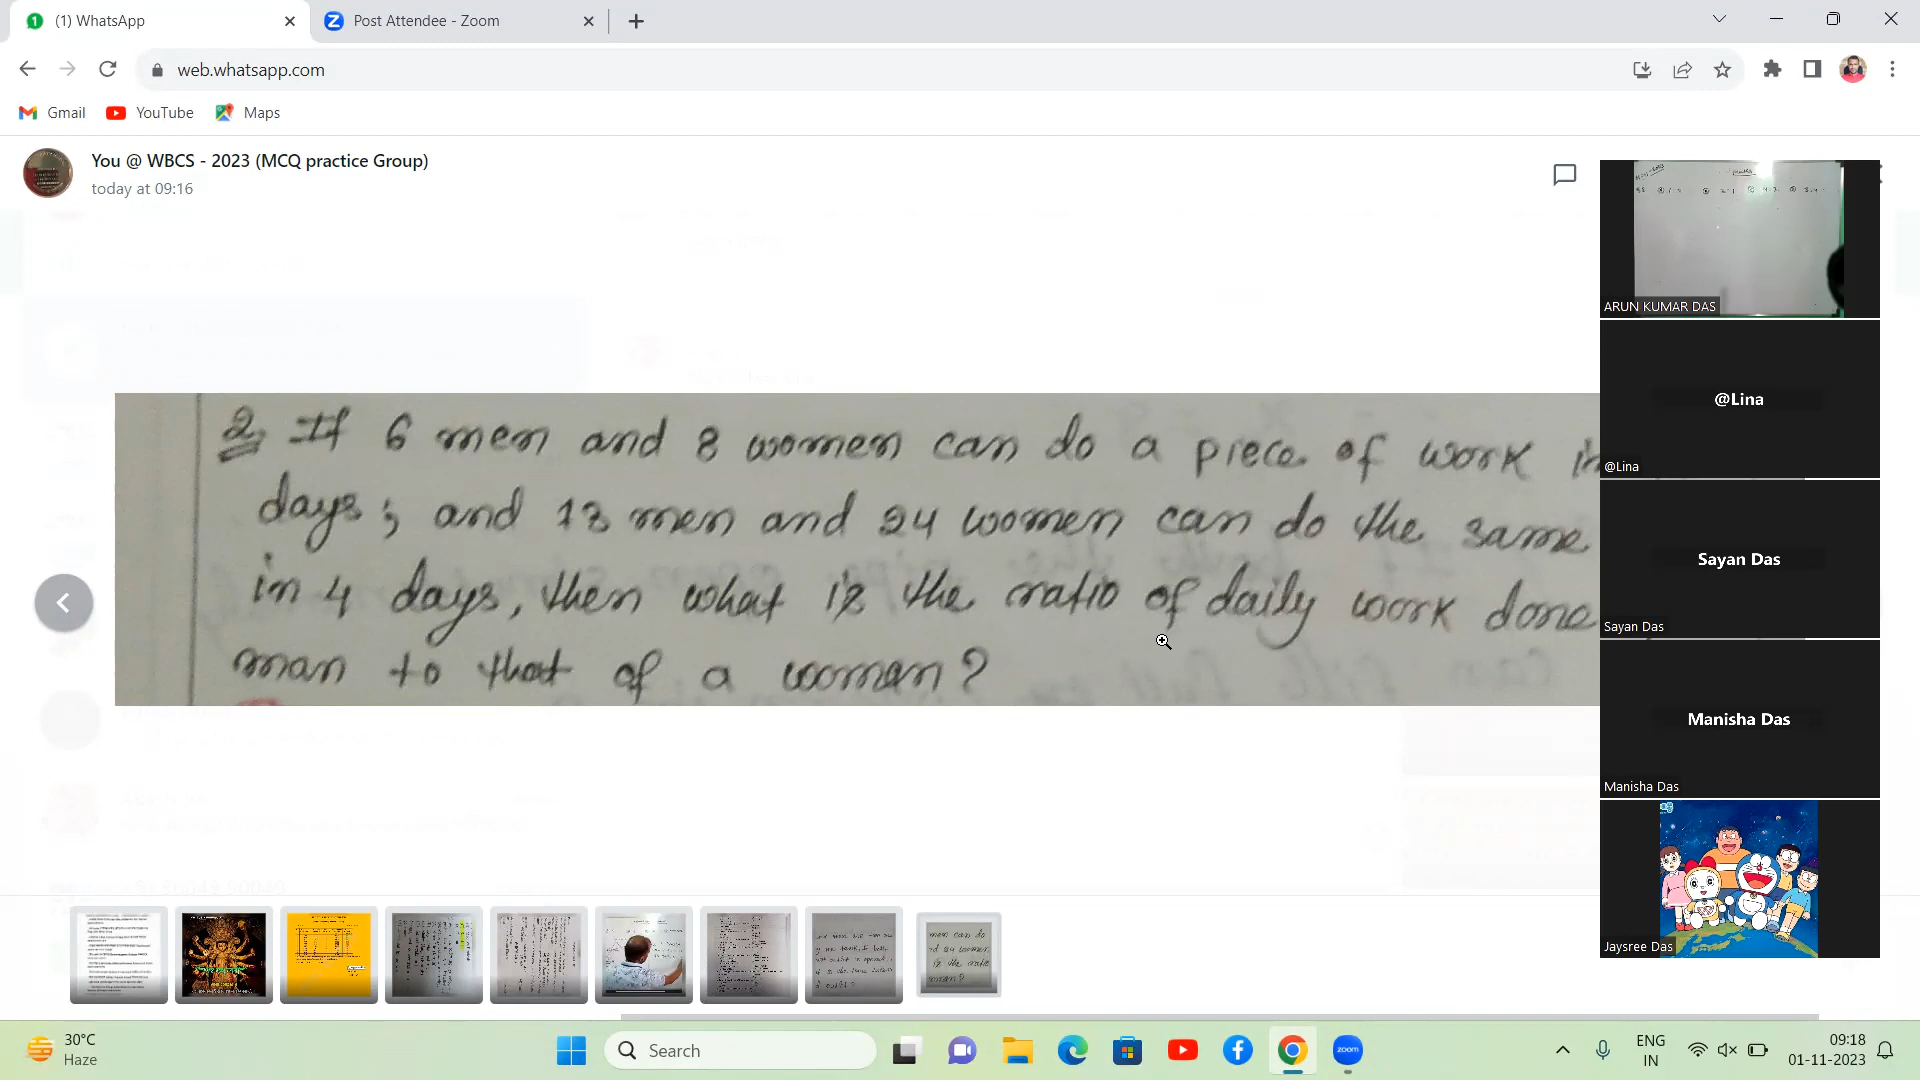 (1) WhatsApp
Post Attendee - Zoom
web.whatsapp.com
Gmail
YouTube
Maps
You @ WBCS - 2023 (MCQ practice Group)
today at 09:16
2. If 6 men and 8 women can do a piece of work in
days; and 18 men and 24 women can do the same
in 4 days, then what is the ratio of daily work done
man to that of a woman?
ARUN KUMAR DAS
@Lina
@Lina
Sayan Das
Sayan Das
Manisha Das
Manisha Das
Jaysree Das
30°C
Haze
Search
zoom
ENG
IN
09:18
01-11-2023